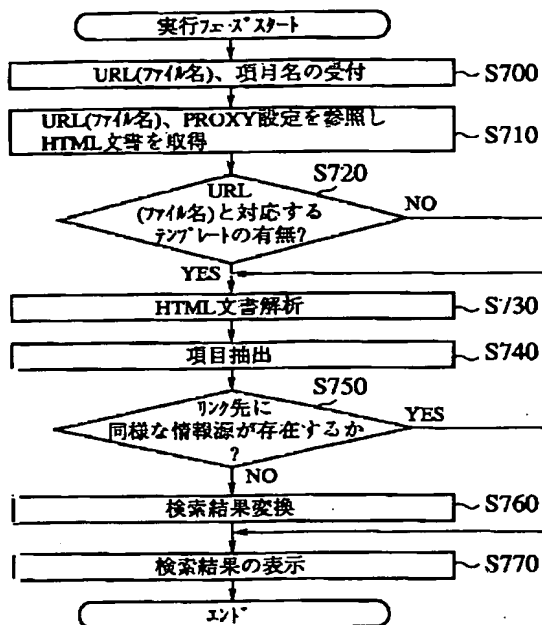 実行フェーズスタート
URL(ファイル名)、項目名の受付
S700
URL(ファイル名)、PROXY設定を参照し
HTML文書を取得
S710
S720
URL
(ファイル名)と対応する
テンプレートの有無?
NO
YES
HTML文書解析
S730
項目抽出
S740
S750
リンク先に
同様な情報源が存在するか
?
YES
NO
検索結果変換
S760
検索結果の表示
S770
エンド